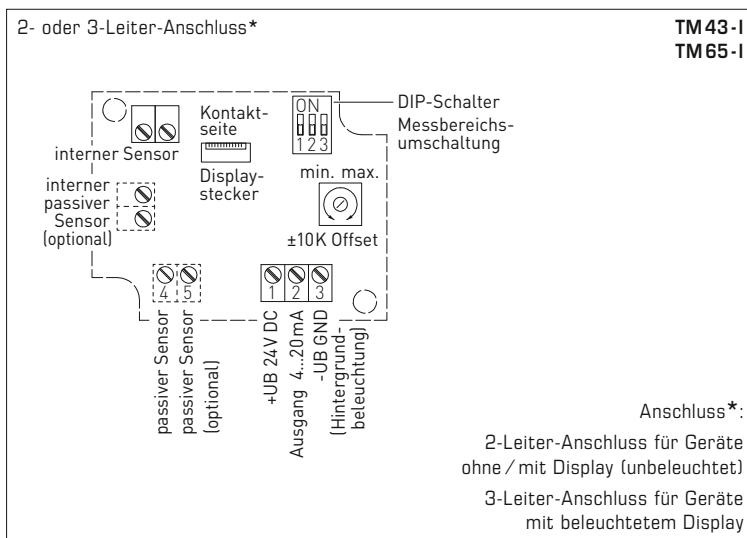 2- oder 3-Leiter-Anschluss*
TM43-I
TM65-I
ON
1 2 3
DIP-Schalter
Messbereichs-
umschaltung
Kontakt-
seite
interner Sensor
Display-
stecker
interner
passiver
Sensor
(optional)
min. max.
±10K Offset
4 5
1 2 3
passiver Sensor
passiver Sensor
(optional)
+UB 24V DC
Ausgang 4...20mA
-UB GND
(Hintergrund-
beleuchtung)
Anschluss*:
2-Leiter-Anschluss für Geräte
ohne / mit Display (unbeleuchtet)
3-Leiter-Anschluss für Geräte
mit beleuchtetem Display